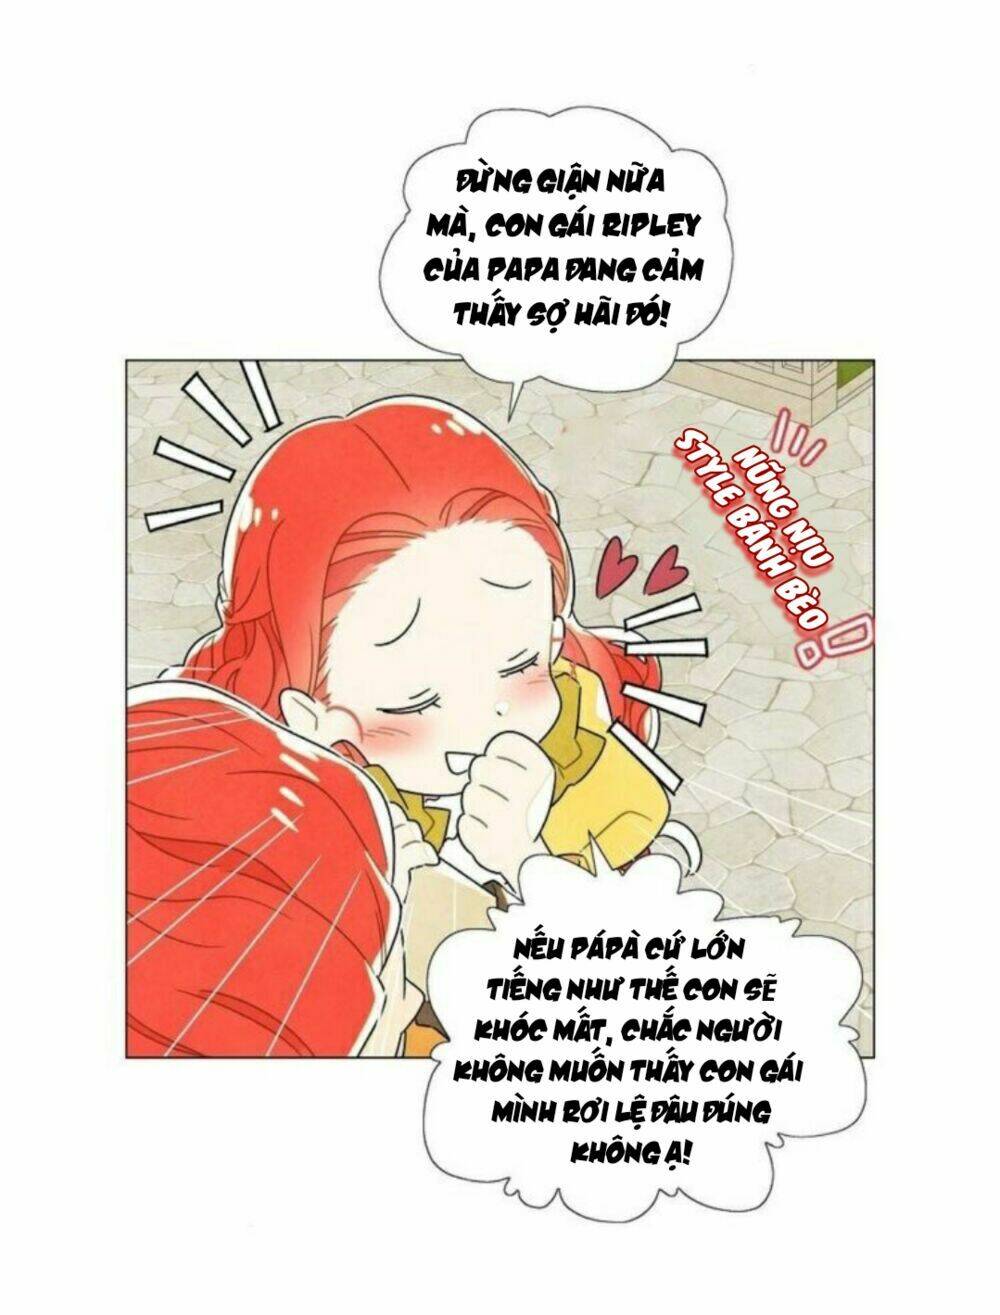 ĐỪNG GIẬN NỮA
MÀ, CON GÁI RIPLEY
CỦA PAPA ĐANG CẢM
THẤY SỢ HÃI ĐÓ!
NŨNG NỊU
STYLE BÁNH BÈO
NẾU PÁPÀ CỨ LỚN
TIẾNG NHƯ THẾ CON SẼ
KHÓC MẤT, CHẮC NGƯỜI
KHÔNG MUỐN THẤY CON GÁI
MÌNH RƠI LỆ ĐÂU ĐÚNG
KHÔNG Ạ!